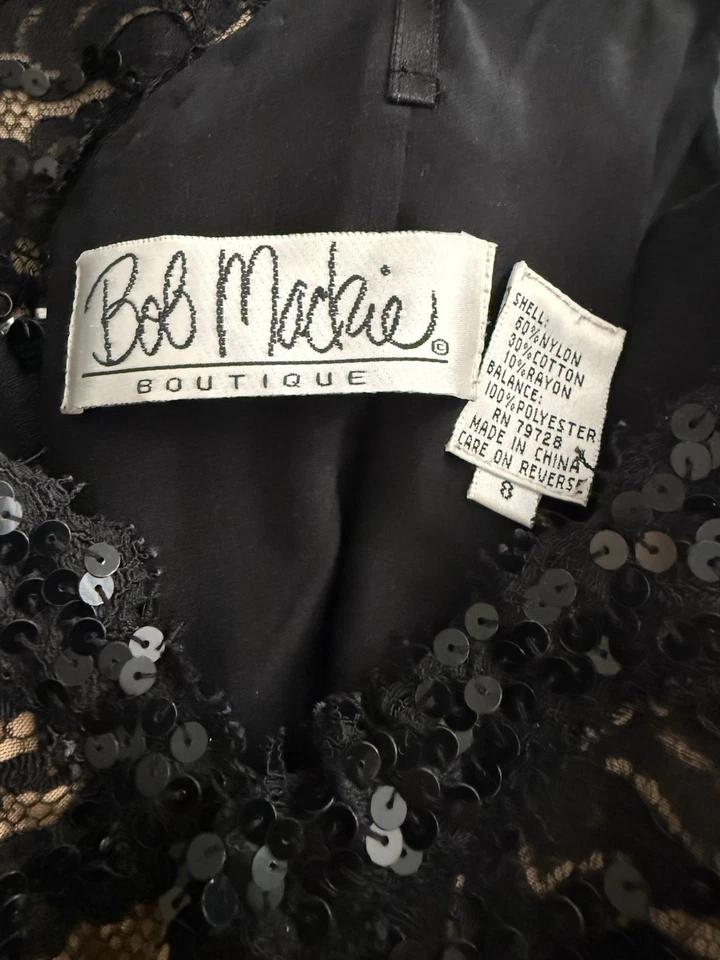 Bob Mackie
©
BOUTIQUE
SHELL:
60%NYLON
30%COTTON
10%RAYON
BALANCE:
100%POLYESTER
RN 79728
MADE IN CHINA
CARE ON REVERSE
8